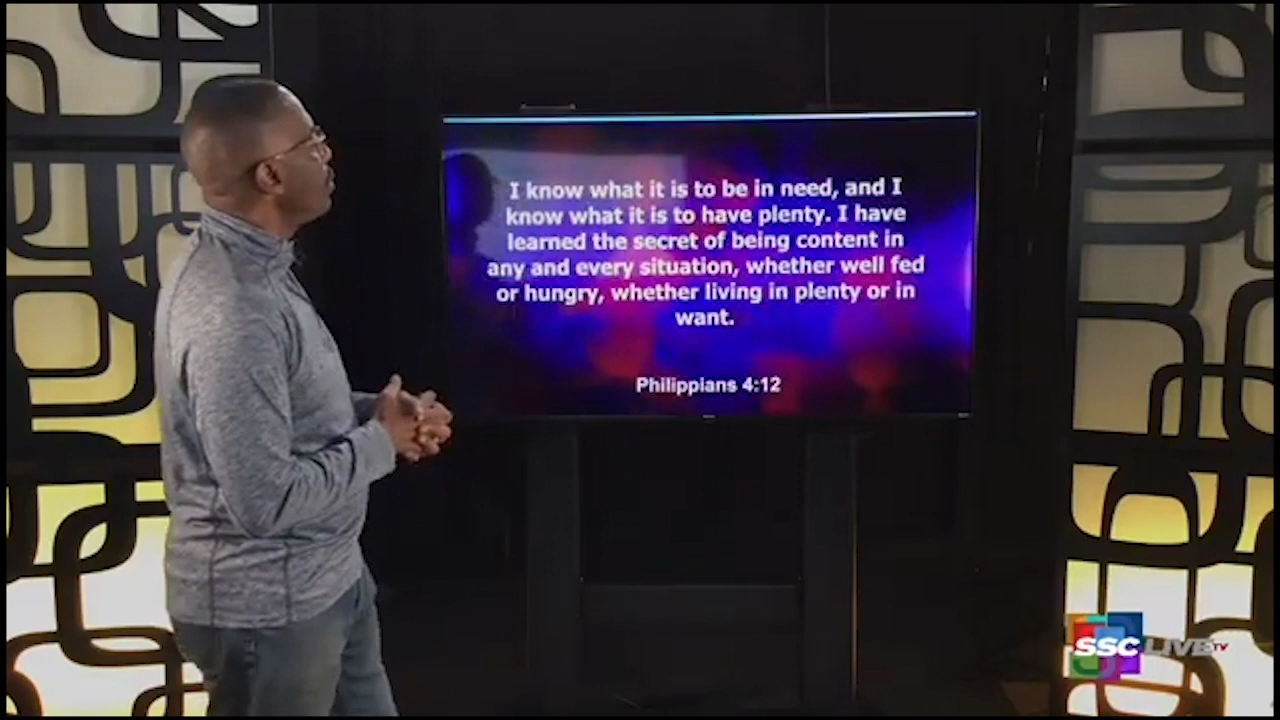 I know what it is to be in need, and I
know what it is to have plenty. I have
learned the secret of being content in
any and every situation, whether well fed
or hungry, whether living in plenty or in
want.
Philippians 4:12
SSC LIVE TV